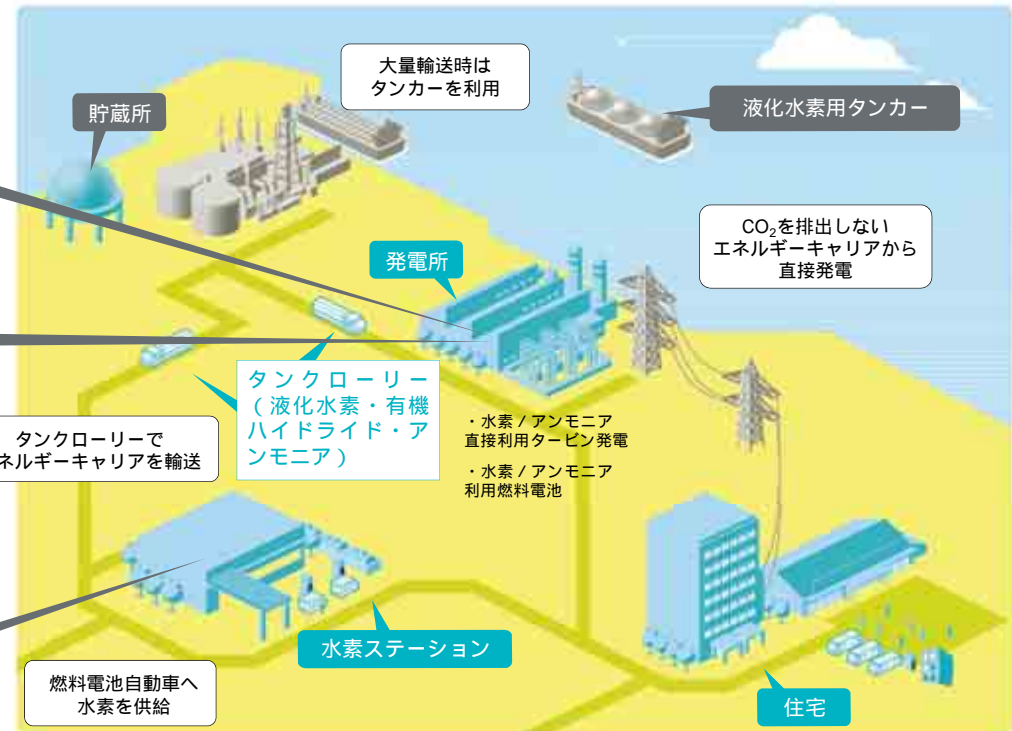 大量輸送時は
タンカーを利用
貯蔵所
液化水素用タンカー
CO₂を排出しない
エネルギーキャリアから
直接発電
発電所
タンクローリー
(液化水素・有機
ハイドライド・ア
ンモニア)
・水素/アンモニア
直接利用タービン発電
・水素/アンモニア
利用燃料電池
タンクローリーで
ネルギーキャリアを輸送
水素ステーション
燃料電池自動車へ
水素を供給
住宅